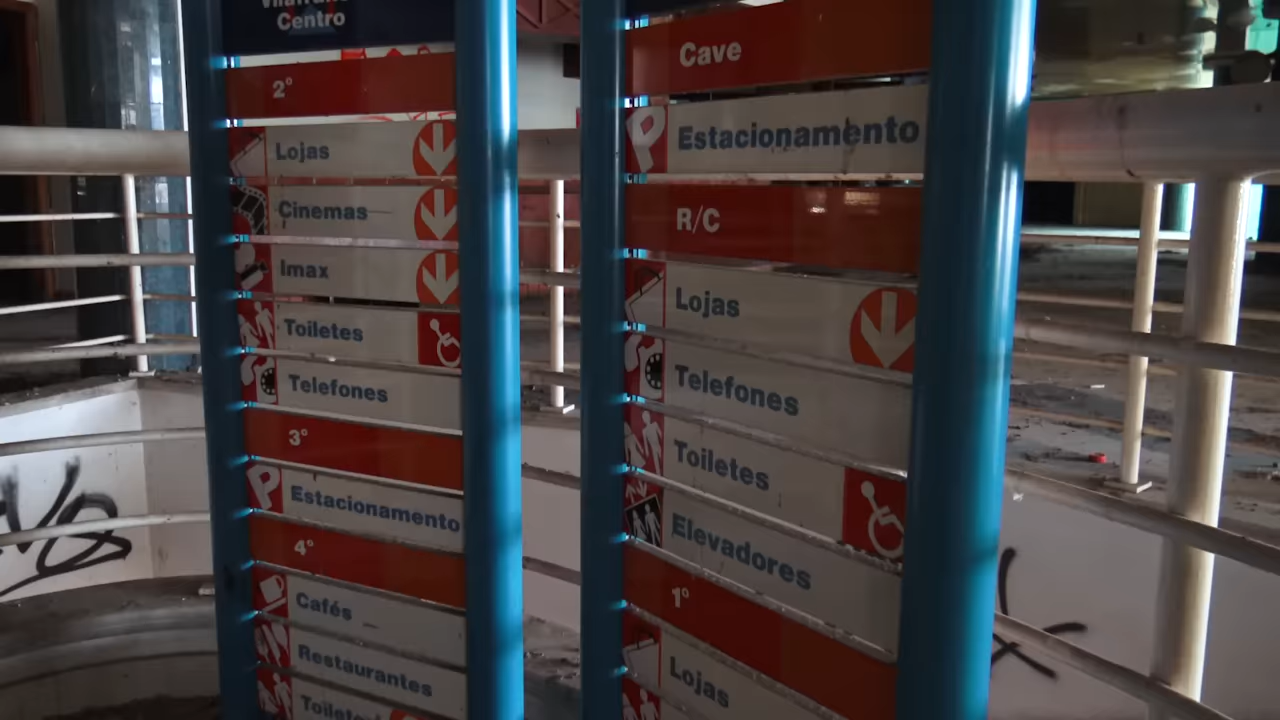 Centro
2º
Lojas
Cinemas
Imax
Toiletes
Telefones
3º
P
Estacionamento
4º
Cafés
Restaurantes
Toiletes
Cave
P
Estacionamento
R/C
Lojas
Telefones
Toiletes
Elevadores
1º
Lojas